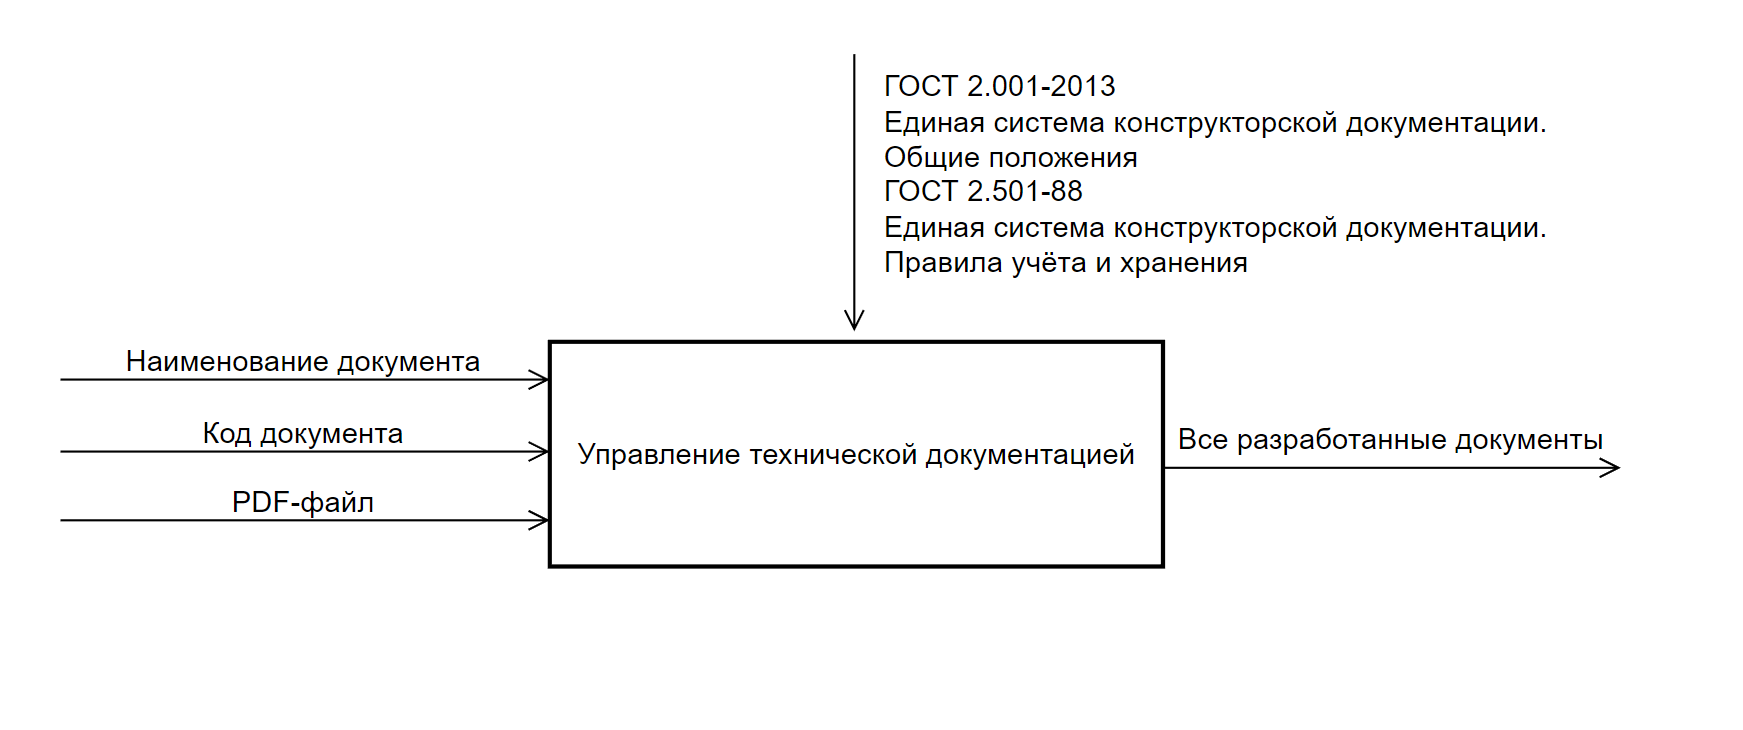 ГОСТ 2.001-2013
Единая система конструкторской документации.
Общие положения
ГОСТ 2.501-88
Единая система конструкторской документации.
Правила учёта и хранения
Наименование документа
Код документа
PDF-файл
Управление технической документацией
Все разработанные документы